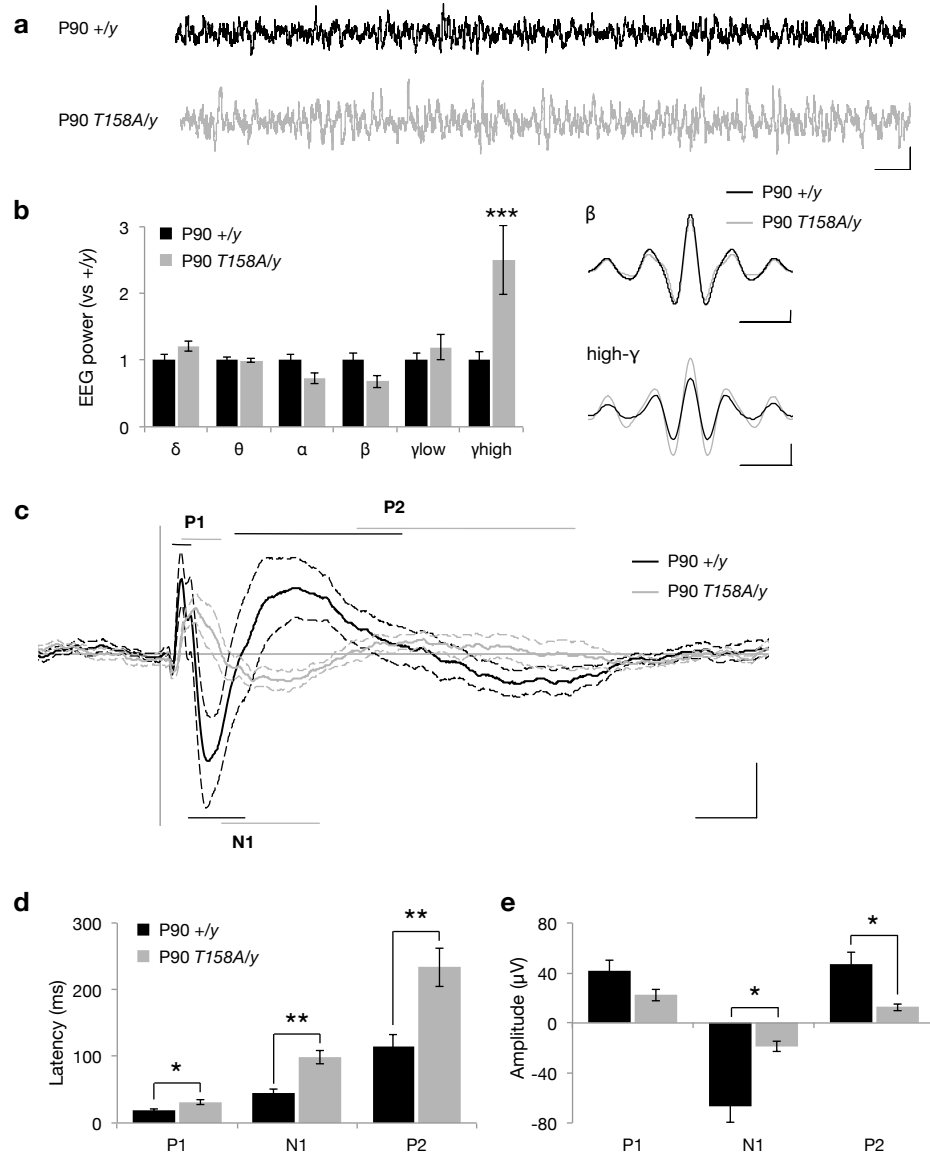 a
P90 +/y
P90 T158A/y
b
EEG power (vs +/y)
3
2
1
0
P90 +/y
P90 T158A/y
***
δ θ α β γlow γhigh
P90 +/y
P90 T158A/y
β
high-γ
c
P1
P2
P90 +/y
P90 T158A/y
N1
d
Latency (ms)
300
200
100
0
P90 +/y
P90 T158A/y
*
**
**
P1 N1 P2
e
Amplitude (µV)
80
40
0
-40
-80
*
*
P1 N1 P2